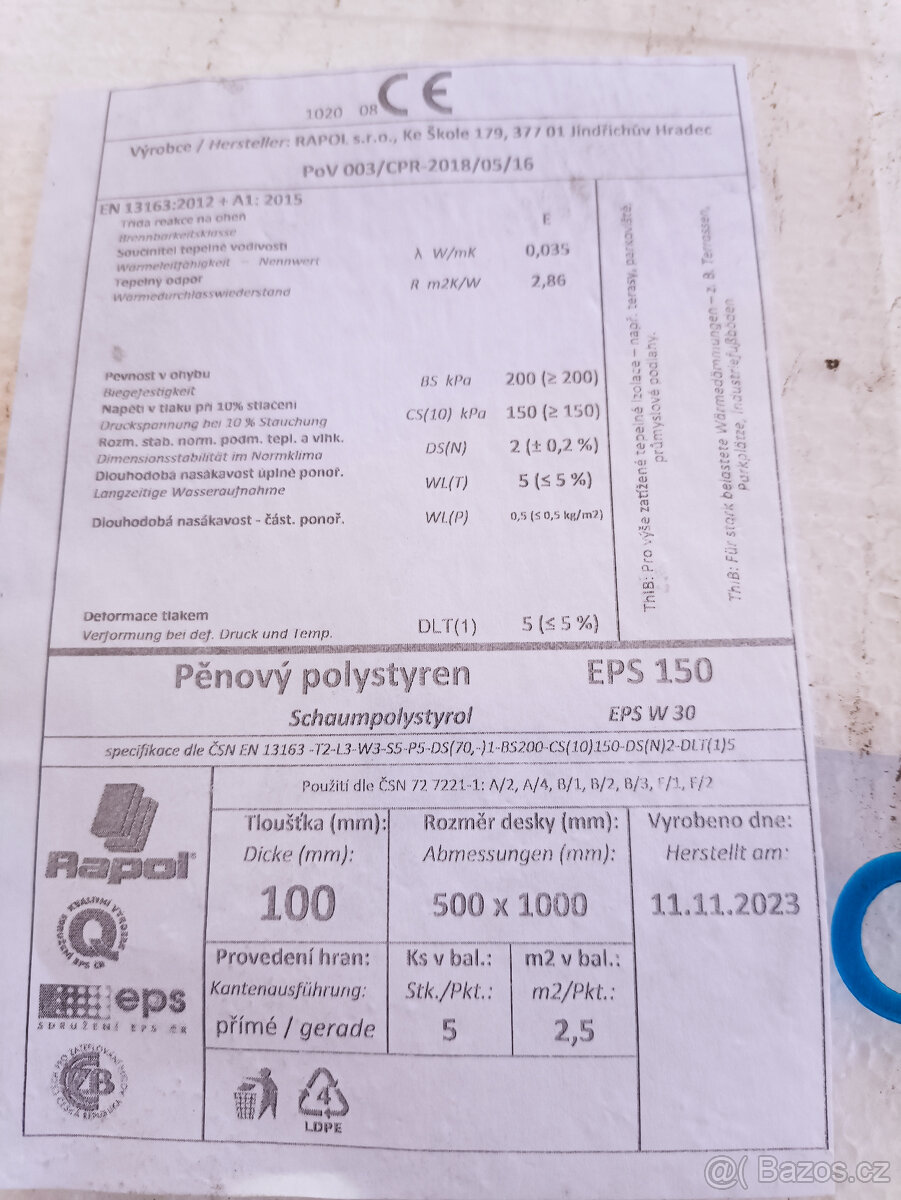 1020 08 CE
Výrobce / Hersteller: RAPOL s.r.o., Ke Škole 179, 377 01 Jindřichův Hradec
PoV 003/CPR-2018/05/16
EN 13163:2012 + A1: 2015
Třída reakce na oheň E
Brennbarkeitsklasse
Součinitel tepelné vodivosti λ W/mK 0,035
Wärmeleitfähigkeit – Nennwert
Tepelný odpor R m2K/W 2,86
Wärmedurchlasswiederstand
Pevnost v ohybu BS kPa 200 (≥ 200)
Biegefestigkeit
Napětí v tlaku při 10% stlačení CS(10) kPa 150 (≥ 150)
Druckspannung bei 10 % Stauchung
Rozm. stab. norm. podm. tepl. a vlhk. DS(N) 2 (± 0,2 %)
Dimensionsstabilität im Normklima
Dlouhodobá nasákavost úplné ponoř. WL(T) 5 (≤ 5 %)
Langzeitige Wasseraufnahme
Dlouhodobá nasákavost - část. ponoř. WL(P) 0,5 (≤ 0,5 kg/m2)
Deformace tlakem DLT(1) 5 (≤ 5 %)
Verformung bei def. Druck und Temp.
ThIB: Pro výše zatížené tepelné izolace – např. terasy, parkoviště,
průmyslové podlahy.
ThIB: Für stark belastete Wärmedämmungen – z. B. Terrassen,
Parkplätze, Industriefußböden
Pěnový polystyren EPS 150
Schaumpolystyrol EPS W 30
specifikace dle ČSN EN 13163 -T2-L3-W3-S5-P5-DS(70,-)1-BS200-CS(10)150-DS(N)2-DLT(1)5
Použití dle ČSN 72 7221-1: A/2, A/4, B/1, B/2, B/3, F/1, F/2
Rapol
KVALITNÍ VÝROBEK
SDRUŽENÍ EPS ČR
Q
eps
SDRUŽENÍ EPS ČR
CZB
Tloušťka (mm): Rozměr desky (mm): Vyrobeno dne:
Dicke (mm): Abmessungen (mm): Herstellt am:
100 500 x 1000 11.11.2023
Provedení hran: Ks v bal.: m2 v bal.:
Kantenausführung: Stk./Pkt.: m2/Pkt.:
přímé / gerade 5 2,5
4
LDPE
@( Bazos.cz